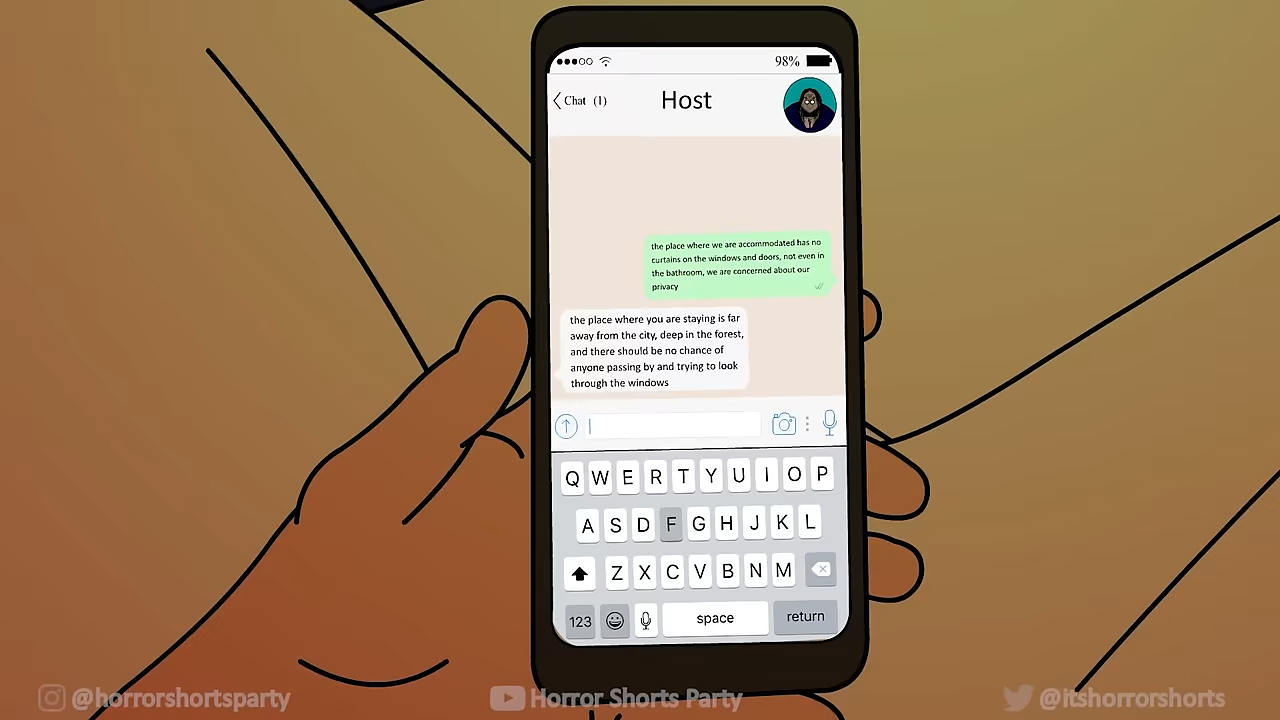 98%
Chat (1)
Host
the place where we are accommodated has no
curtains on the windows and doors, not even in
the bathroom, we are concerned about our
privacy
the place where you are staying is far
away from the city, deep in the forest,
and there should be no chance of
anyone passing by and trying to look
through the windows
Q W E R T Y U I O P
A S D F G H J K L
Z X C V B N M
123 space return
@horrorshortsparty Horror Shorts Party @itshorrorshorts